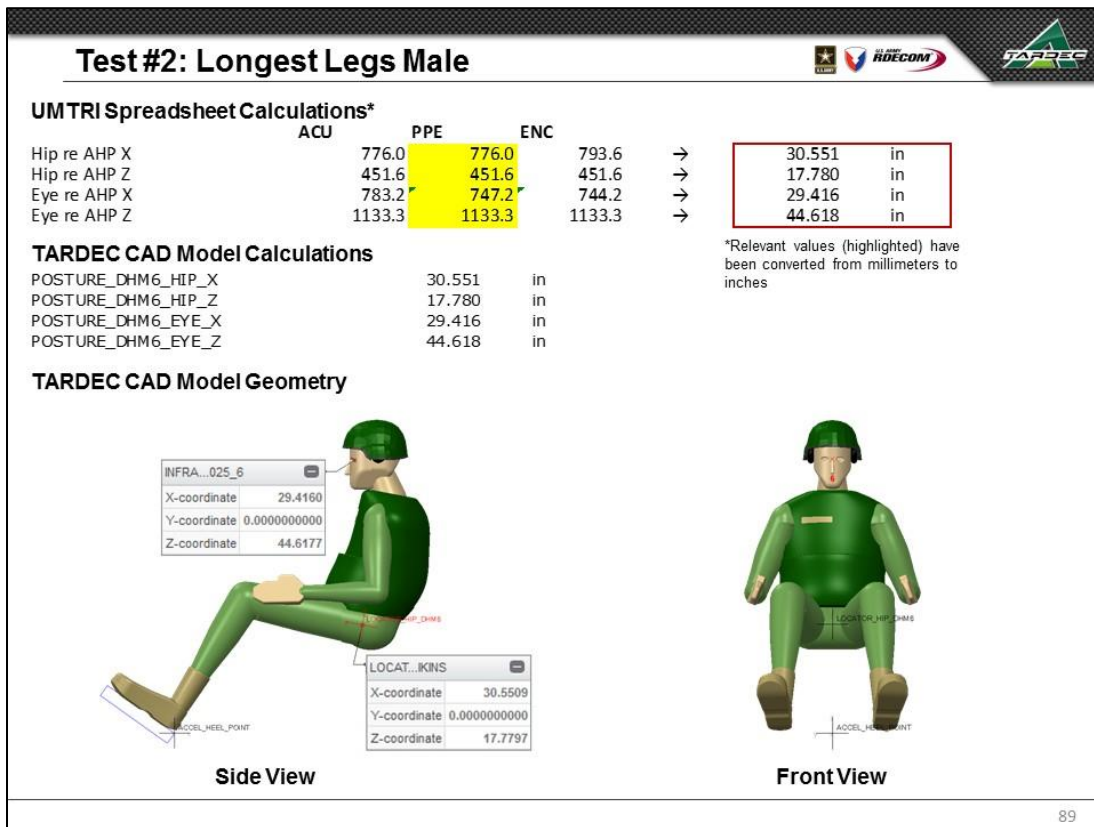 Test #2: Longest Legs Male
U.S.ARMY
U.S. ARMY
RDECOM
TARDEC
UMTRI Spreadsheet Calculations*
ACU PPE ENC
Hip re AHP X 776.0 776.0 793.6 → 30.551 in
Hip re AHP Z 451.6 451.6 451.6 → 17.780 in
Eye re AHP X 783.2 747.2 744.2 → 29.416 in
Eye re AHP Z 1133.3 1133.3 1133.3 → 44.618 in
*Relevant values (highlighted) have
been converted from millimeters to
inches
TARDEC CAD Model Calculations
POSTURE_DHM6_HIP_X 30.551 in
POSTURE_DHM6_HIP_Z 17.780 in
POSTURE_DHM6_EYE_X 29.416 in
POSTURE_DHM6_EYE_Z 44.618 in
TARDEC CAD Model Geometry
INFRA...025_6
X-coordinate 29.4160
Y-coordinate 0.0000000000
Z-coordinate 44.6177
LOCATOR_HIP_DHM6
LOCAT...IKINS
X-coordinate 30.5509
Y-coordinate 0.0000000000
Z-coordinate 17.7797
ACCEL_HEEL_POINT
LOCATOR_HIP_DHM6
ACCEL_HEEL_POINT
Side View
Front View
89